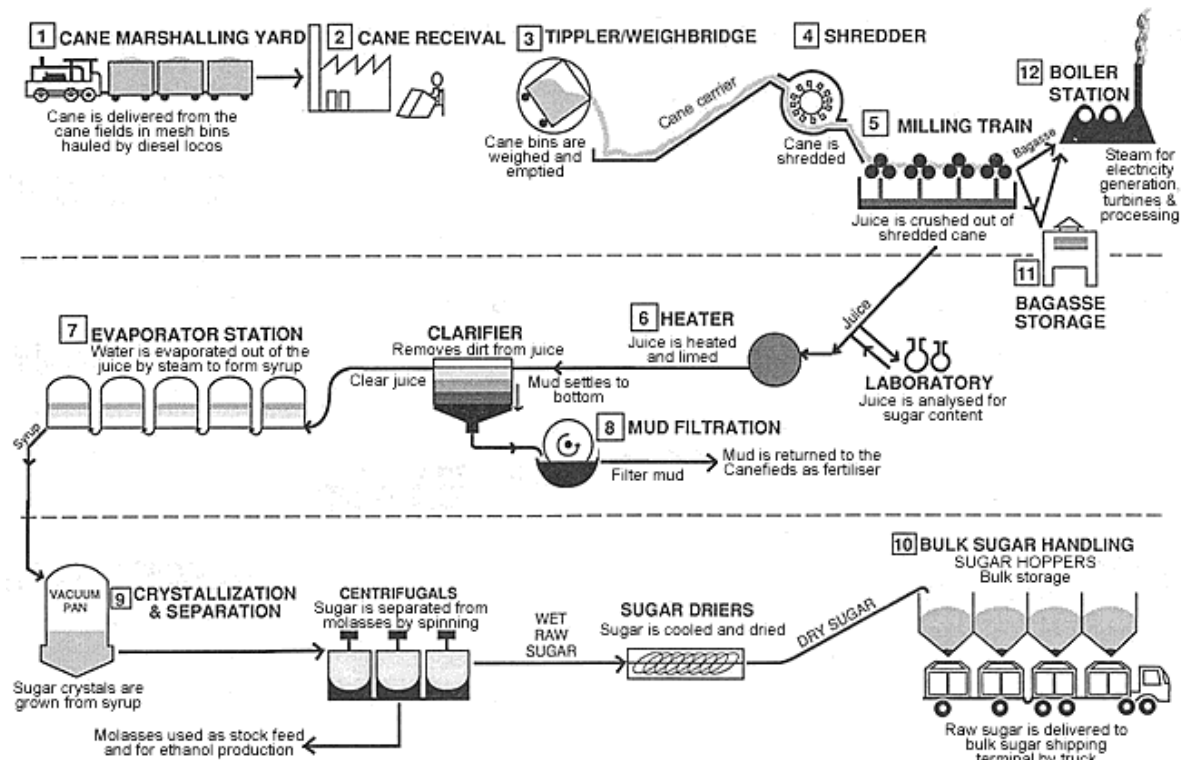 1 CANE MARSHALLING YARD
Cane is delivered from the
cane fields in mesh bins
hauled by diesel locos
2 CANE RECEIVAL
3 TIPPLER/WEIGHBRIDGE
Cane bins are
weighed and
emptied
Cane carrier
4 SHREDDER
Cane is
shredded
5 MILLING TRAIN
Juice is crushed out of
shredded cane
Bagasse
12 BOILER
STATION
Steam for
electricity
generation,
turbines &
processing
11
BAGASSE
STORAGE
Juice
LABORATORY
Juice is analysed for
sugar content
6 HEATER
Juice is heated
and limed
CLARIFIER
Removes dirt from juice
Mud settles to
bottom
Clear juice
7 EVAPORATOR STATION
Water is evaporated out of the
juice by steam to form syrup
8 MUD FILTRATION
Filter mud
Mud is returned to the
Canefieds as fertiliser
Syrup
VACUUM
PAN
Sugar crystals are
grown from syrup
9 CRYSTALLIZATION
& SEPARATION
CENTRIFUGALS
Sugar is separated from
molasses by spinning
Molasses used as stock feed
and for ethanol production
WET
RAW
SUGAR
SUGAR DRIERS
Sugar is cooled and dried
DRY SUGAR
10 BULK SUGAR HANDLING
SUGAR HOPPERS
Bulk storage
Raw sugar is delivered to
bulk sugar shipping
terminal by truck